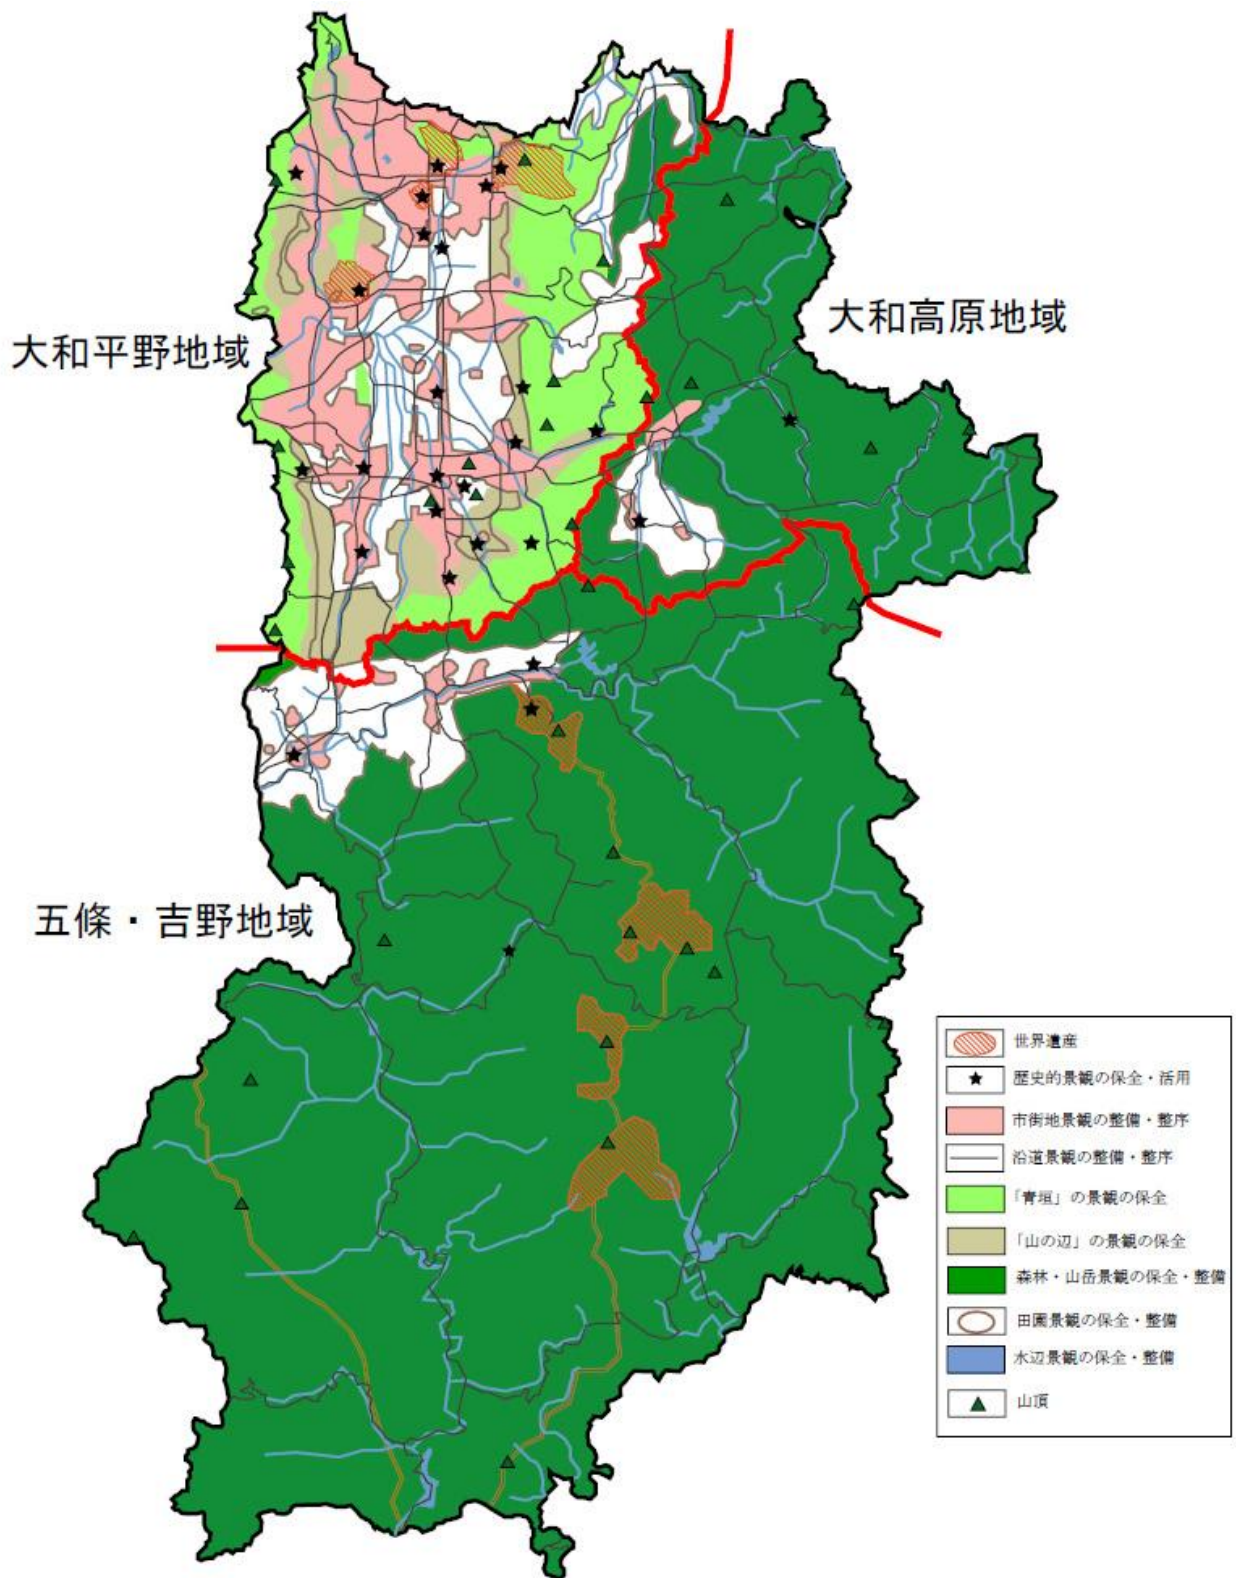 大和平野地域
大和高原地域
五條・吉野地域
世界遺産
歴史的景観の保全・活用
市街地景観の整備・整序
沿道景観の整備・整序
「青垣」の景観の保全
「山の辺」の景観の保全
森林・山岳景観の保全・整備
田園景観の保全・整備
水辺景観の保全・整備
山頂